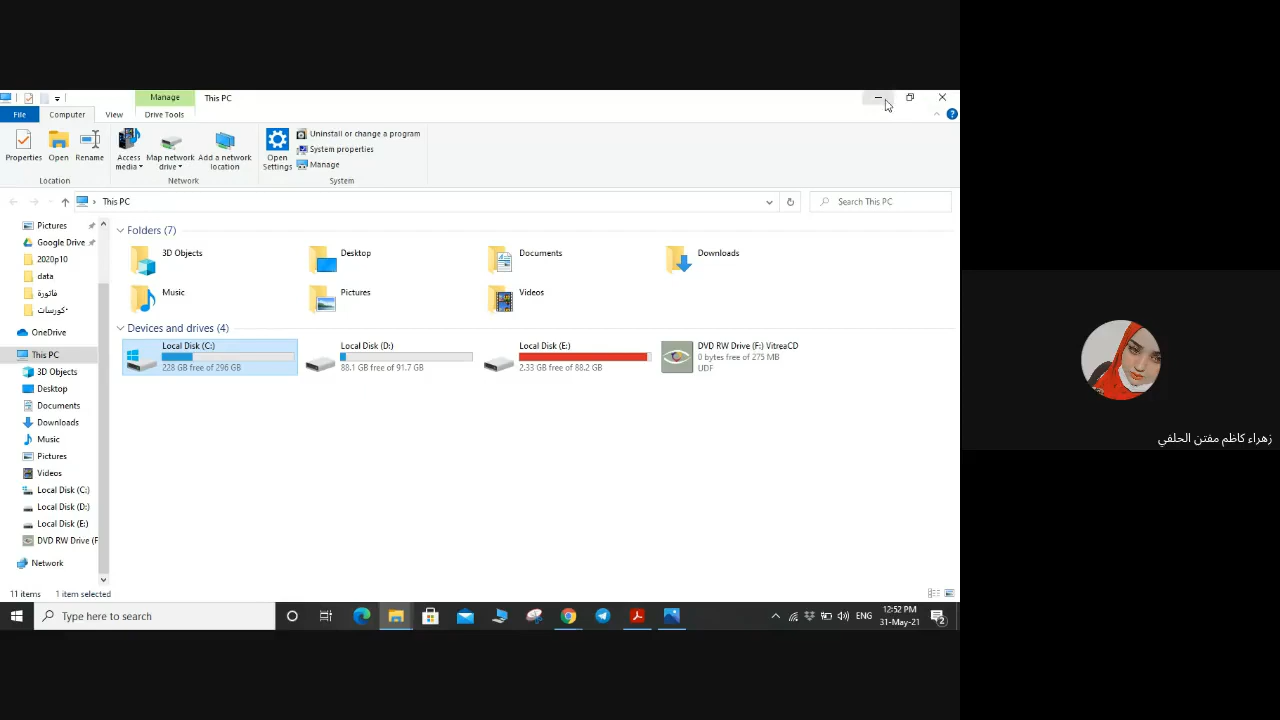 Manage
This PC
File
Computer
View
Drive Tools
Properties
Open
Rename
Access media
Map network drive
Add a network location
Open Settings
Uninstall or change a program
System properties
Manage
Location
Network
System
This PC
Search This PC
Pictures
Google Drive
2020p10
data
فاتورة
كورسات
OneDrive
This PC
3D Objects
Desktop
Documents
Downloads
Music
Pictures
Videos
Local Disk (C:)
Local Disk (D:)
Local Disk (E:)
DVD RW Drive (F
Network
Folders (7)
3D Objects
Desktop
Documents
Downloads
Music
Pictures
Videos
Devices and drives (4)
Local Disk (C:)
228 GB free of 296 GB
Local Disk (D:)
88.1 GB free of 91.7 GB
Local Disk (E:)
2.33 GB free of 88.2 GB
DVD RW Drive (F:) VitreaCD
0 bytes free of 275 MB
UDF
11 items
1 item selected
Type here to search
ENG
12:52 PM
31-May-21
2
زهراء كاظم مفتن الحلفي